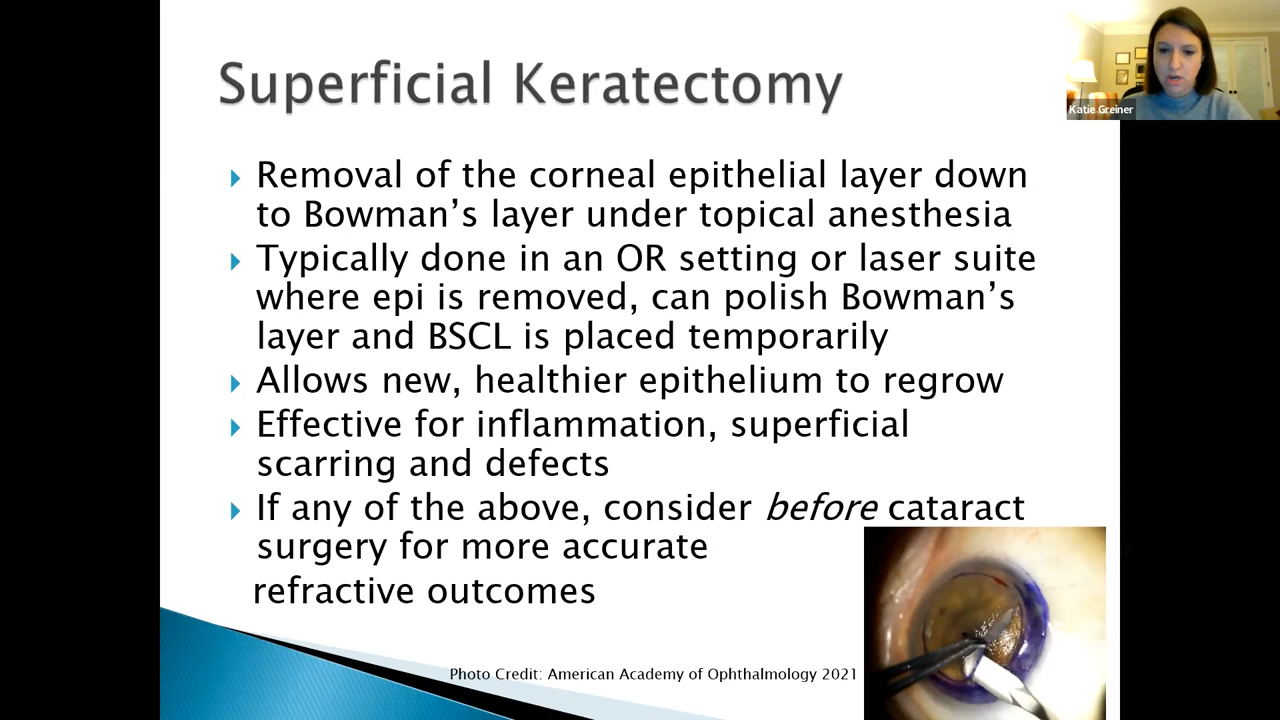 Superficial Keratectomy
Katie Greiner
Removal of the corneal epithelial layer down
to Bowman’s layer under topical anesthesia
Typically done in an OR setting or laser suite
where epi is removed, can polish Bowman’s
layer and BSCL is placed temporarily
Allows new, healthier epithelium to regrow
Effective for inflammation, superficial
scarring and defects
If any of the above, consider before cataract
surgery for more accurate
refractive outcomes
Photo Credit: American Academy of Ophthalmology 2021